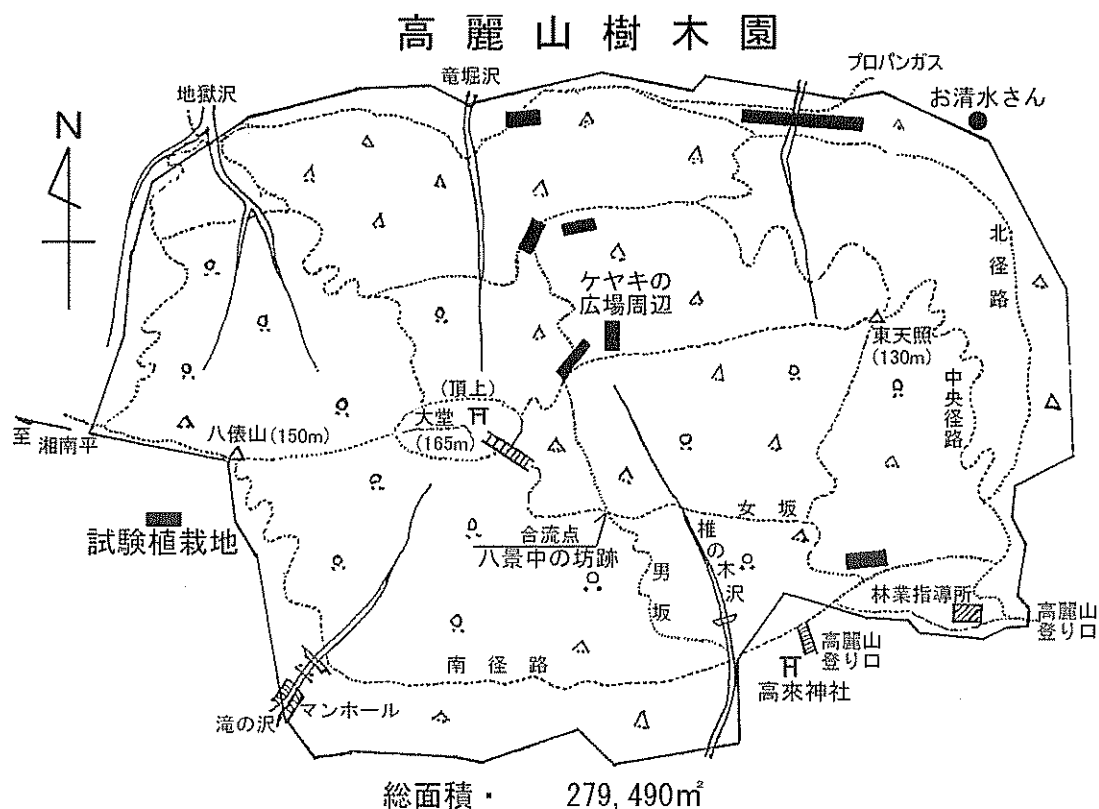 高麗山樹木園
プロパンガス
竜堀沢
地獄沢
お清水さん
N
北径路
ケヤキの
広場周辺
東天照
(130m)
中央径路
(頂上)
大堂
(165m)
八俵山(150m)
至
湘南平
女坂
試験植栽地
合流点
八景中の坊跡
椎の木沢
男坂
林業指導所
高麗山
登り口
高麗山
登り口
南径路
高來神社
マンホール
滝の沢
総面積・ 279,490㎡